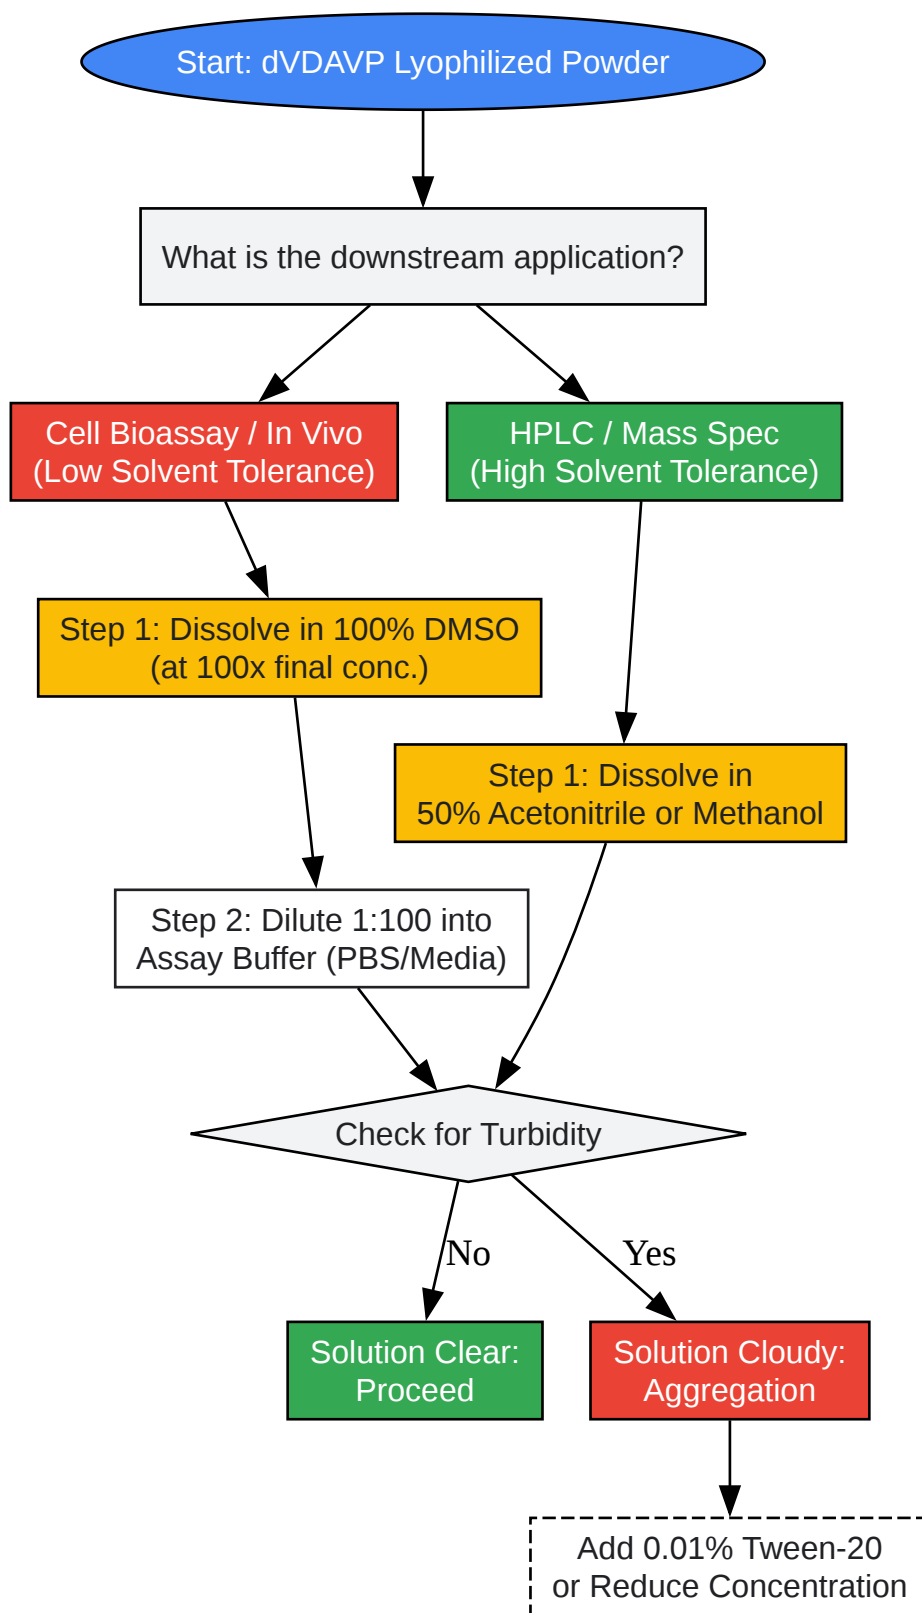 Start: dVDAVP Lyophilized Powder
What is the downstream application?
Cell Bioassay / In Vivo
(Low Solvent Tolerance)
HPLC / Mass Spec
(High Solvent Tolerance)
Step 1: Dissolve in 100% DMSO
(at 100x final conc.)
Step 1: Dissolve in
50% Acetonitrile or Methanol
Step 2: Dilute 1:100 into
Assay Buffer (PBS/Media)
Check for Turbidity
No
Yes
Solution Clear:
Proceed
Solution Cloudy:
Aggregation
Add 0.01% Tween-20
or Reduce Concentration